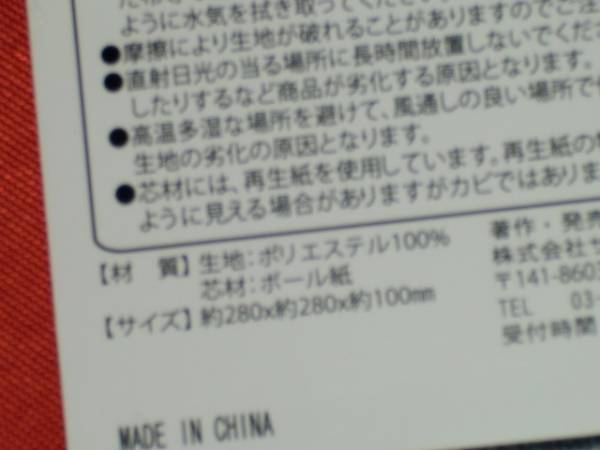 ように水気を拭き取ってください。
●摩擦により生地が破れることがありますのでご注
●直射日光の当る場所に長時間放置しないでくだ
したりするなど商品が劣化する原因となります。
●高温多湿な場所を避けて、風通しの良い場所で
生地の劣化の原因となります。
●芯材には、再生紙を使用しています。再生紙の
ように見える場合がありますがカビではありま
【材　質】生地：ポリエステル100%
芯材：ボール紙
【サイズ】約280x約280x約100mm
著作・発売
株式会社サ
〒141-8603
TEL 03-
受付時間
MADE IN CHINA